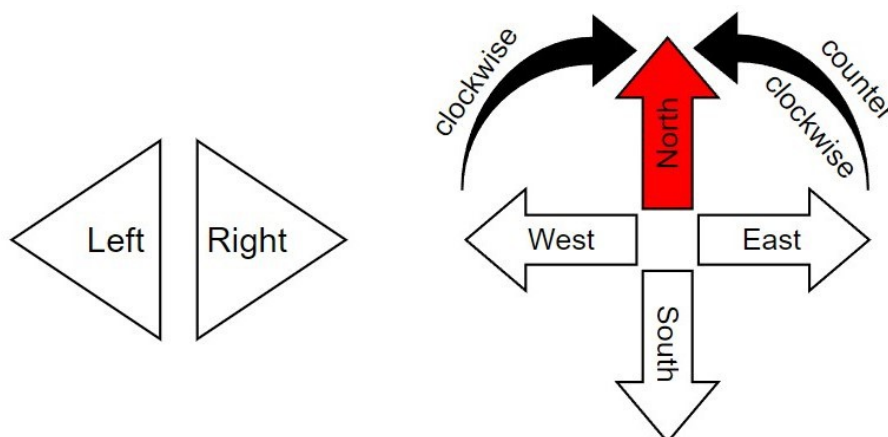 clockwise
counter
clockwise
North
Left
Right
West
East
South